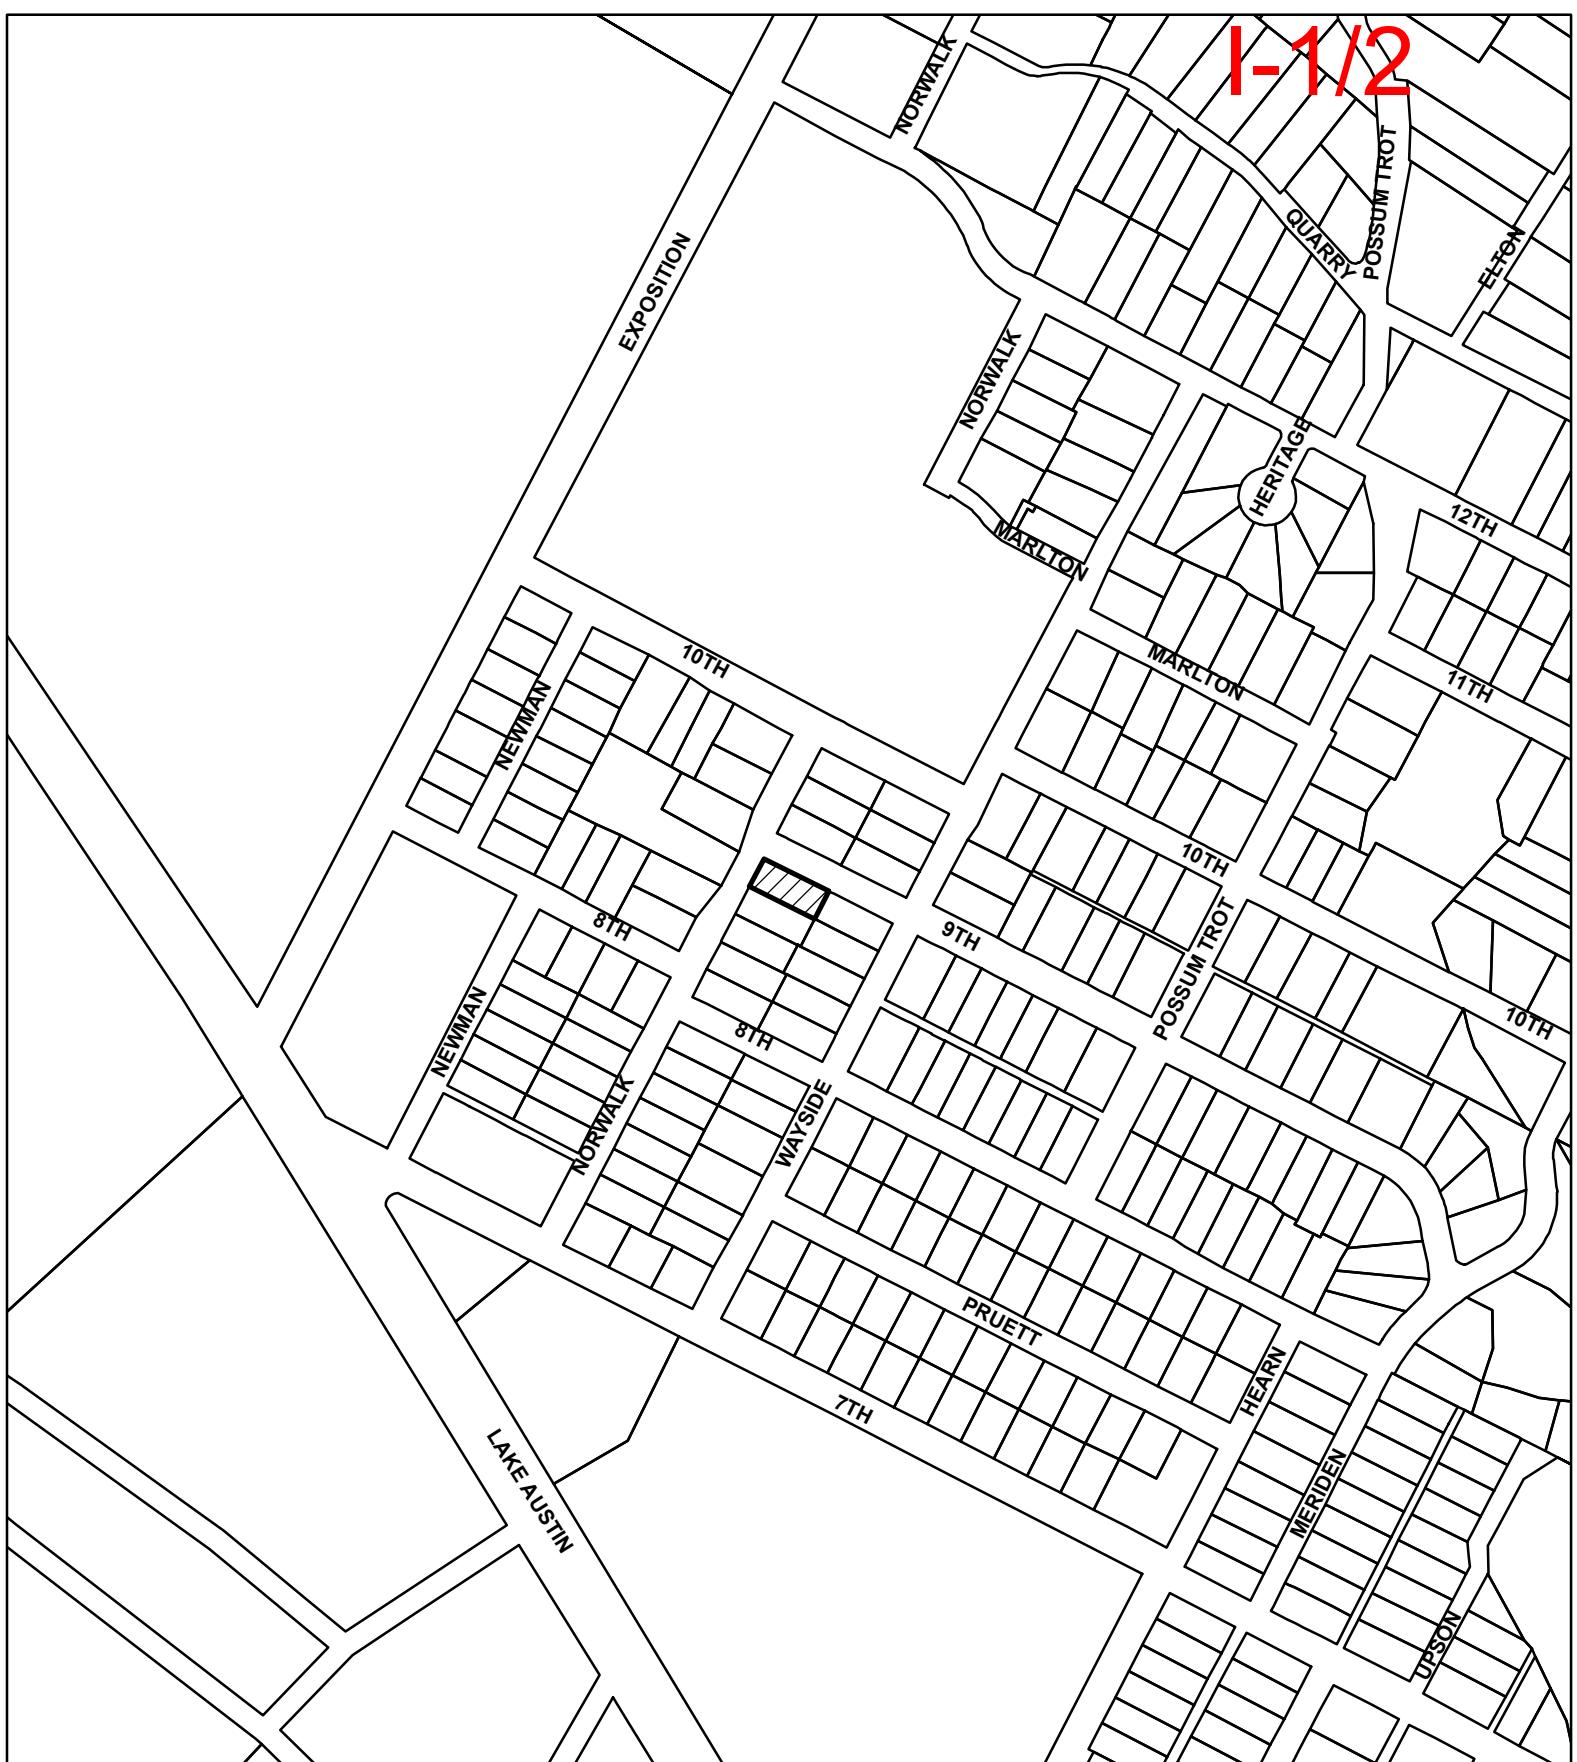 I-1/2
NORWALK
POSSUM TROT
QUARRY
ELTON
EXPOSITION
NORWALK
HERITAGE
12TH
MARLTON
10TH
MARLTON
11TH
NEWMAN
10TH
8TH
9TH
POSSUM TROT
10TH
NEWMAN
8TH
NORWALK
WAYSIDE
PRUETT
HEARN
7TH
LAKE AUSTIN
MERIDEN
UPSON